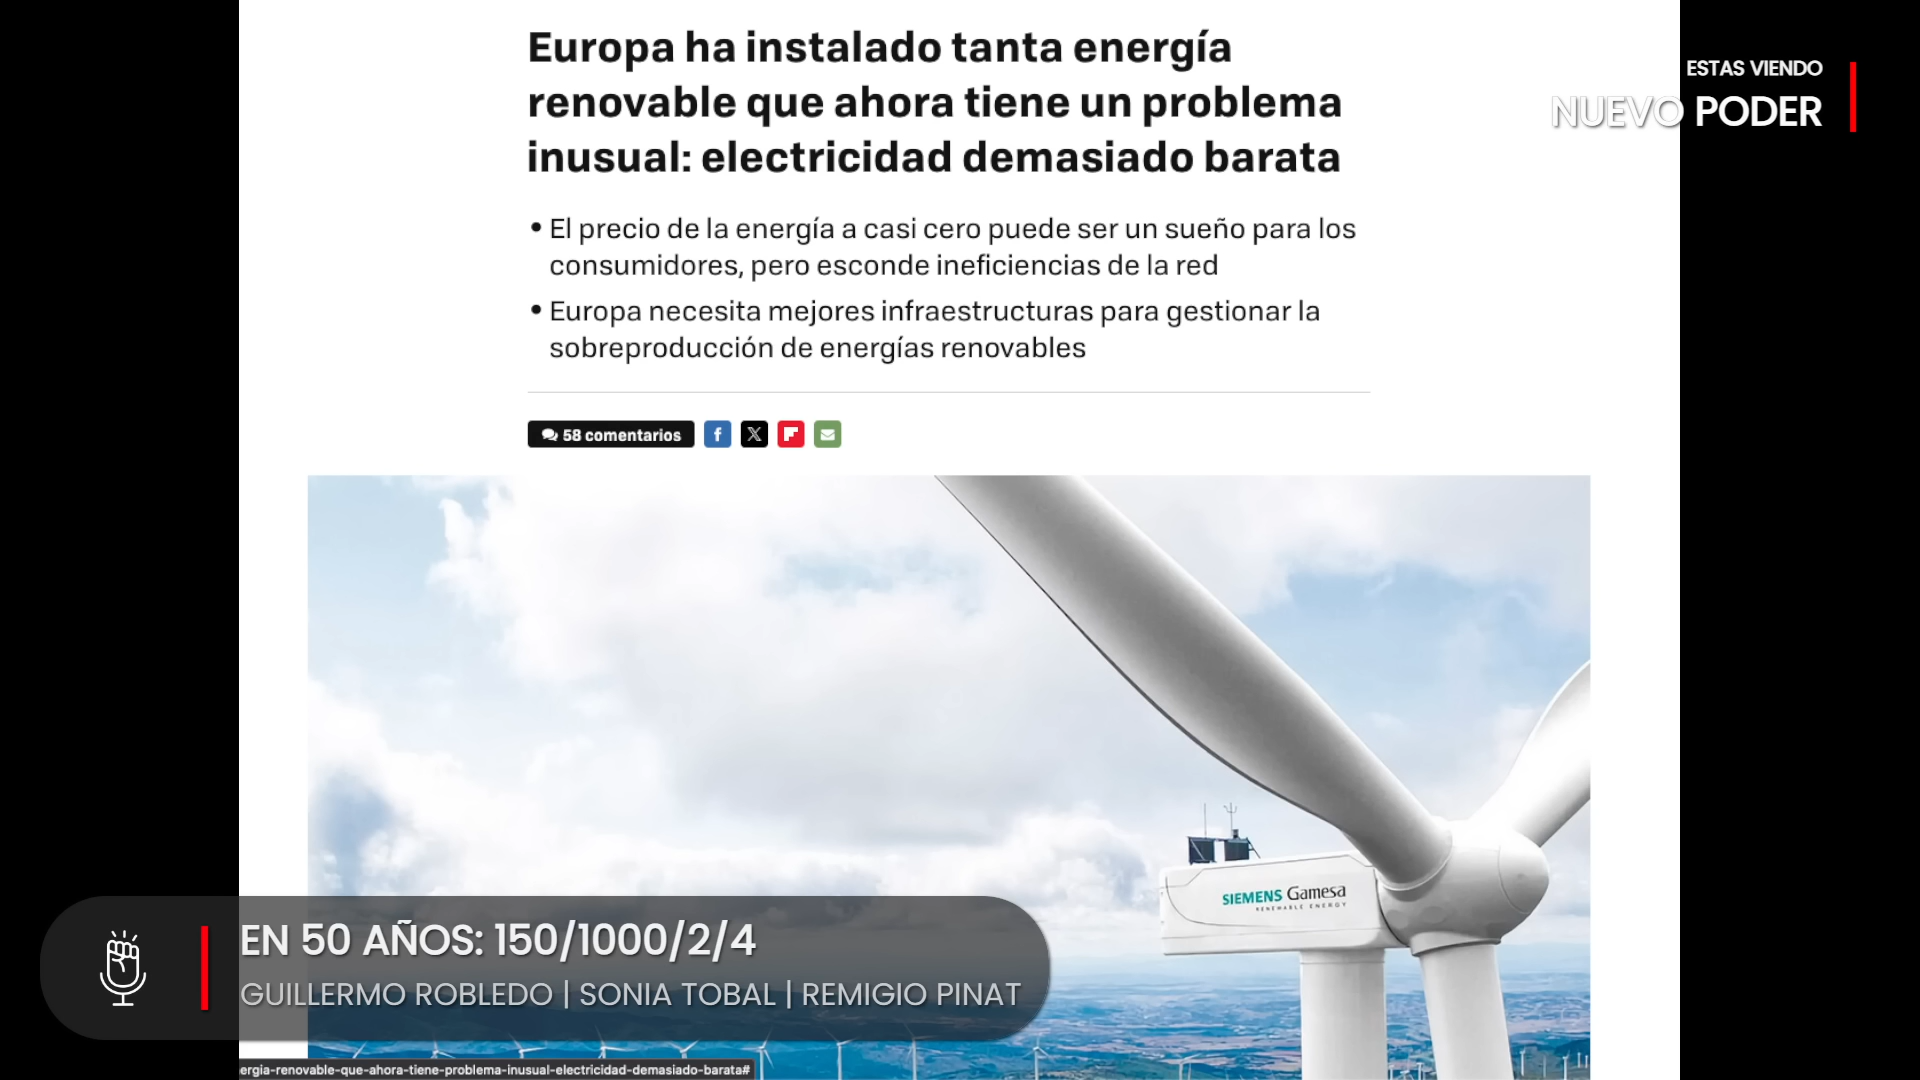 Europa ha instalado tanta energía
renovable que ahora tiene un problema
inusual: electricidad demasiado barata
• El precio de la energía a casi cero puede ser un sueño para los
consumidores, pero esconde ineficiencias de la red
• Europa necesita mejores infraestructuras para gestionar la
sobreproducción de energías renovables
58 comentarios
ESTAS VIENDO
NUEVO PODER
SIEMENS Gamesa
RENEWABLE ENERGY
EN 50 AÑOS: 150/1000/2/4
GUILLERMO ROBLEDO | SONIA TOBAL | REMIGIO PINAT
ergia-renovable-que-ahora-tiene-problema-inusual-electricidad-demasiado-barata#